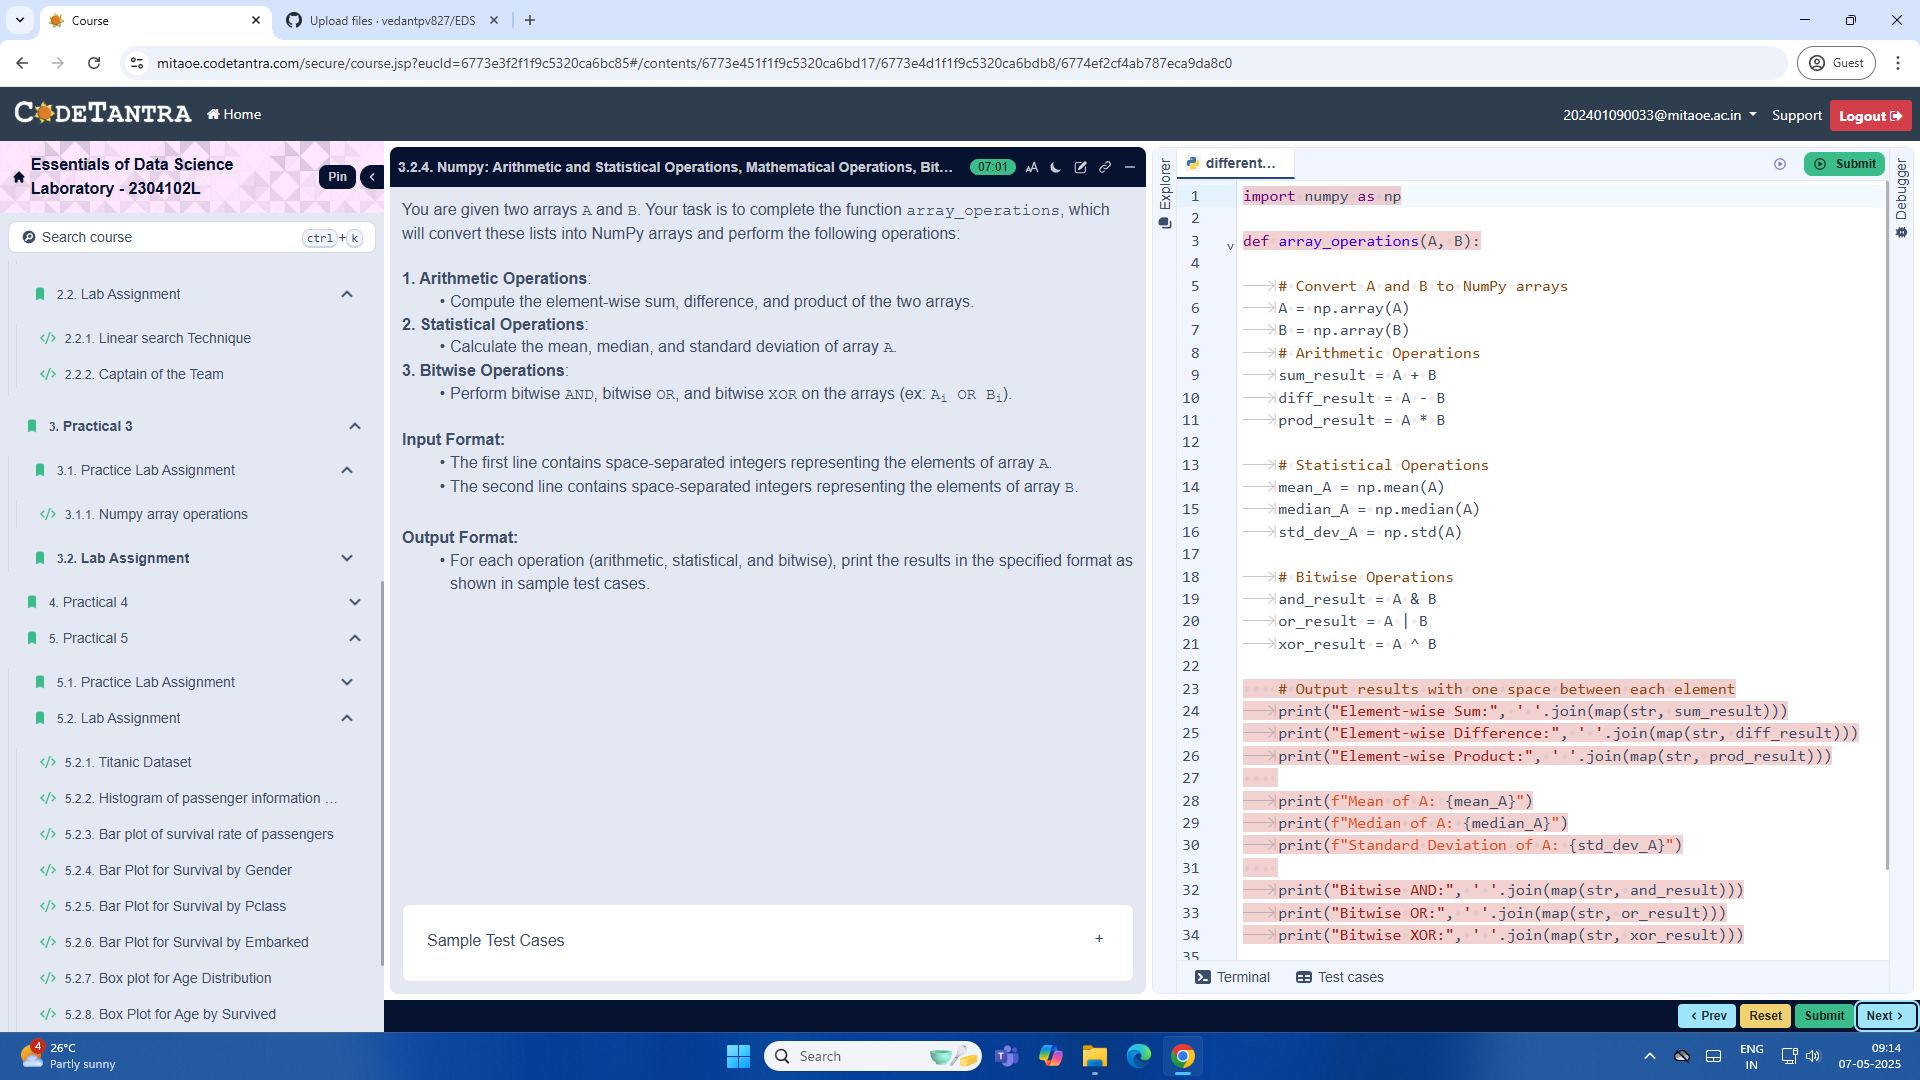 Course
Upload files · vedantpv827/EDS
mitaoe.codetantra.com/secure/course.jsp?eucId=6773e3f2f1f9c5320ca6bc85#/contents/6773e451f1f9c5320ca6bd17/6773e4d1f1f9c5320ca6bdb8/6774ef2cf4ab787eca9da8c0
Guest
CODETANTRA
Home
202401090033@mitaoe.ac.in
Support
Logout
Essentials of Data Science
Laboratory - 2304102L
Pin
Search course
ctrl + k
2.2. Lab Assignment
2.2.1. Linear search Technique
2.2.2. Captain of the Team
3. Practical 3
3.1. Practice Lab Assignment
3.1.1. Numpy array operations
3.2. Lab Assignment
4. Practical 4
5. Practical 5
5.1. Practice Lab Assignment
5.2. Lab Assignment
5.2.1. Titanic Dataset
5.2.2. Histogram of passenger information …
5.2.3. Bar plot of survival rate of passengers
5.2.4. Bar Plot for Survival by Gender
5.2.5. Bar Plot for Survival by Pclass
5.2.6. Bar Plot for Survival by Embarked
5.2.7. Box plot for Age Distribution
5.2.8. Box Plot for Age by Survived
3.2.4. Numpy: Arithmetic and Statistical Operations, Mathematical Operations, Bit...
07:01
You are given two arrays A and B. Your task is to complete the function array_operations, which
will convert these lists into NumPy arrays and perform the following operations:
1. Arithmetic Operations:
• Compute the element-wise sum, difference, and product of the two arrays.
2. Statistical Operations:
• Calculate the mean, median, and standard deviation of array A.
3. Bitwise Operations:
• Perform bitwise AND, bitwise OR, and bitwise XOR on the arrays (ex: Ai OR Bi).
Input Format:
• The first line contains space-separated integers representing the elements of array A.
• The second line contains space-separated integers representing the elements of array B.
Output Format:
• For each operation (arithmetic, statistical, and bitwise), print the results in the specified format as
shown in sample test cases.
Sample Test Cases
+
Explorer
different...
Submit
Debugger
1 import numpy as np
2
3 def array_operations(A, B):
4
5 # Convert A and B to NumPy arrays
6 A = np.array(A)
7 B = np.array(B)
8 # Arithmetic Operations
9 sum_result = A + B
10 diff_result = A - B
11 prod_result = A * B
12
13 # Statistical Operations
14 mean_A = np.mean(A)
15 median_A = np.median(A)
16 std_dev_A = np.std(A)
17
18 # Bitwise Operations
19 and_result = A & B
20 or_result = A | B
21 xor_result = A ^ B
22
23 # Output results with one space between each element
24 print("Element-wise Sum:", ' '.join(map(str, sum_result)))
25 print("Element-wise Difference:", ' '.join(map(str, diff_result)))
26 print("Element-wise Product:", ' '.join(map(str, prod_result)))
27
28 print(f"Mean of A: {mean_A}")
29 print(f"Median of A: {median_A}")
30 print(f"Standard Deviation of A: {std_dev_A}")
31
32 print("Bitwise AND:", ' '.join(map(str, and_result)))
33 print("Bitwise OR:", ' '.join(map(str, or_result)))
34 print("Bitwise XOR:", ' '.join(map(str, xor_result)))
35
Terminal
Test cases
Prev
Reset
Submit
Next
4
26°C
Partly sunny
Search
ENG
IN
09:14
07-05-2025